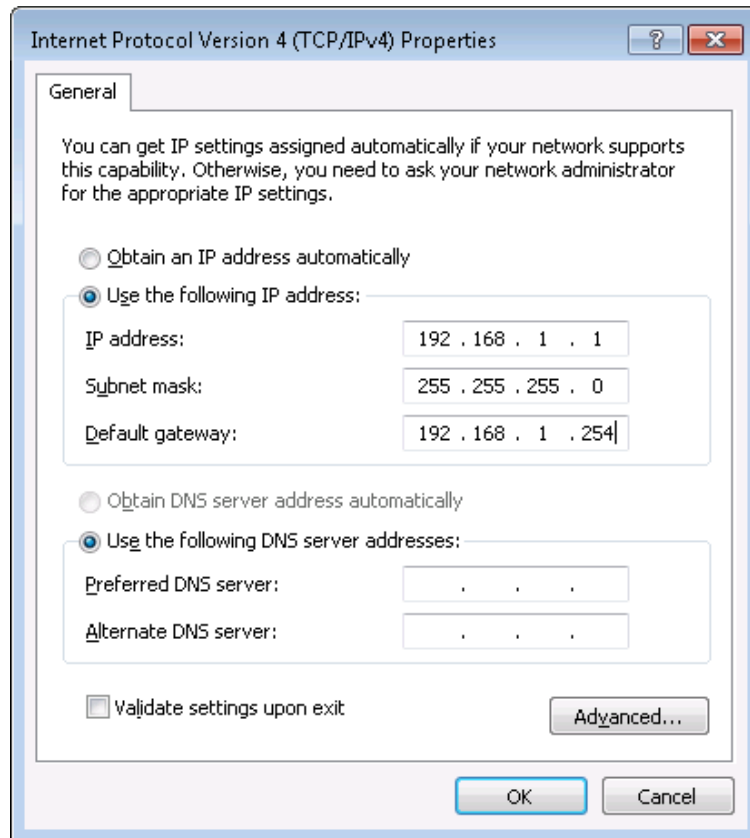 Internet Protocol Version 4 (TCP/IPv4) Properties
General
You can get IP settings assigned automatically if your network supports
this capability. Otherwise, you need to ask your network administrator
for the appropriate IP settings.
Obtain an IP address automatically
Use the following IP address:
IP address: 192 . 168 . 1 . 1
Subnet mask: 255 . 255 . 255 . 0
Default gateway: 192 . 168 . 1 . 254
Obtain DNS server address automatically
Use the following DNS server addresses:
Preferred DNS server: . . .
Alternate DNS server: . . .
Validate settings upon exit
Advanced...
OK Cancel